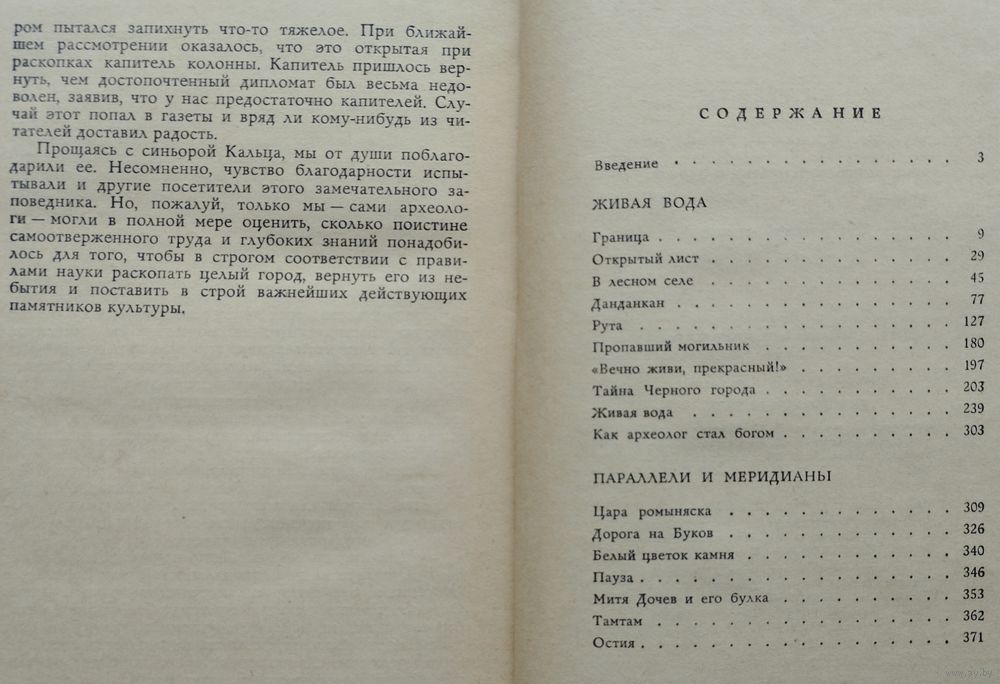 ром пытался запихнуть что-то тяжелое. При ближай-
шем рассмотрении оказалось, что это открытая при
раскопках капитель колонны. Капитель пришлось вер-
нуть, чем достопочтенный дипломат был весьма недо-
волен, заявив, что у нас предостаточно капителей. Слу-
чай этот попал в газеты и вряд ли кому-нибудь из чи-
тателей доставил радость.
Прощаясь с синьорой Кальца, мы от души поблаго-
дарили ее. Несомненно, чувство благодарности испы-
тывали и другие посетители этого замечательного за-
поведника. Но, пожалуй, только мы — сами археоло-
ги — могли в полной мере оценить, сколько поистине
самоотверженного труда и глубоких знаний понадоби-
лось для того, чтобы в строгом соответствии с прави-
лами науки раскопать целый город, вернуть его из не-
бытия и поставить в строй важнейших действующих
памятников культуры.
СОДЕРЖАНИЕ
Введение . . . . . . . . . . . . . . . 3
ЖИВАЯ ВОДА
Граница . . . . . . . . . . . . . . . 9
Открытый лист . . . . . . . . . . . . 29
В лесном селе . . . . . . . . . . . . 45
Данданкан . . . . . . . . . . . . . . 77
Рута . . . . . . . . . . . . . . . 127
Пропавший могильник . . . . . . . . . . 180
«Вечно живи, прекрасный!» . . . . . . . . 197
Тайна Черного города . . . . . . . . . . 203
Живая вода . . . . . . . . . . . . . 239
Как археолог стал богом . . . . . . . . . 303
ПАРАЛЛЕЛИ И МЕРИДИАНЫ
Цара ромыняска . . . . . . . . . . . 309
Дорога на Буков . . . . . . . . . . . 326
Белый цветок камня . . . . . . . . . . 340
Пауза . . . . . . . . . . . . . . . 346
Митя Дочев и его булка . . . . . . . . . 353
Тамтам . . . . . . . . . . . . . . 362
Остия . . . . . . . . . . . . . . . 371
www.ay.by